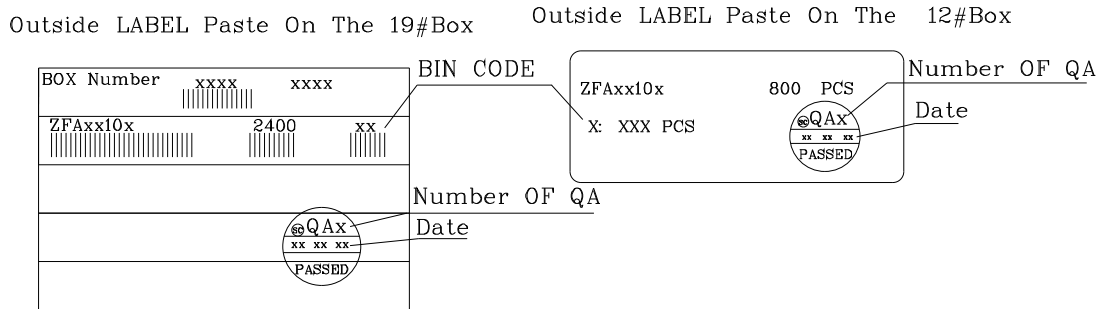 Outside LABEL Paste On The 19#Box
BOX Number xxxx xxxx
ZFAxx10x 2400 xx
BIN CODE
SC QAx
xx xx xx
PASSED
Number OF QA
Date
Outside LABEL Paste On The 12#Box
ZFAxx10x 800 PCS
X: XXX PCS
SC QAx
xx xx xx
PASSED
Number OF QA
Date